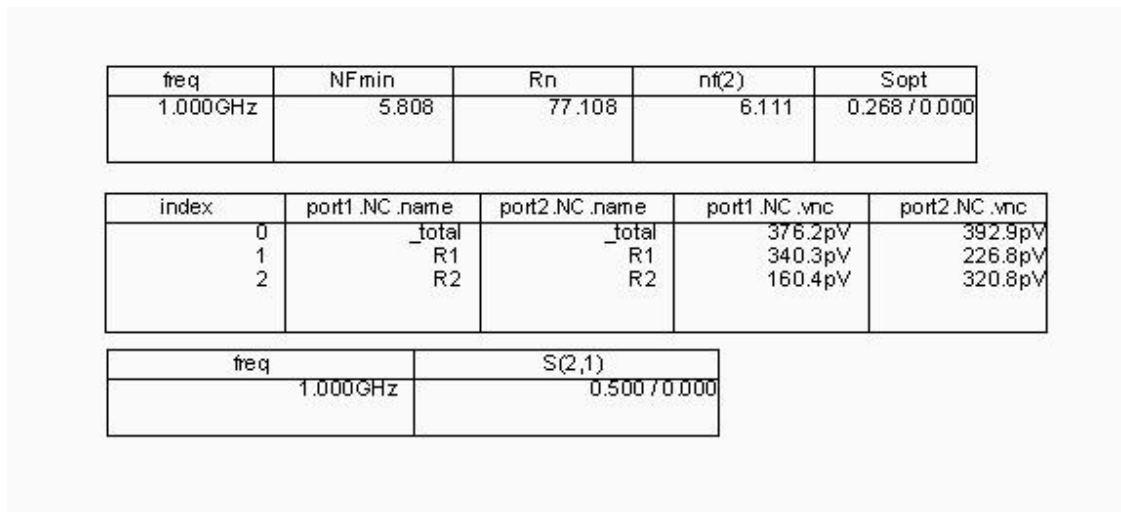 freq NFmin Rn nf(2) Sopt
1.000GHz 5.808 77.108 6.111 0.268 / 0.000
index port1.NC.name port2.NC.name port1.NC.vnc port2.NC.vnc
0 _total _total 376.2pV 392.9pV
1 R1 R1 340.3pV 226.8pV
2 R2 R2 160.4pV 320.8pV
freq S(2,1)
1.000GHz 0.500 / 0.000